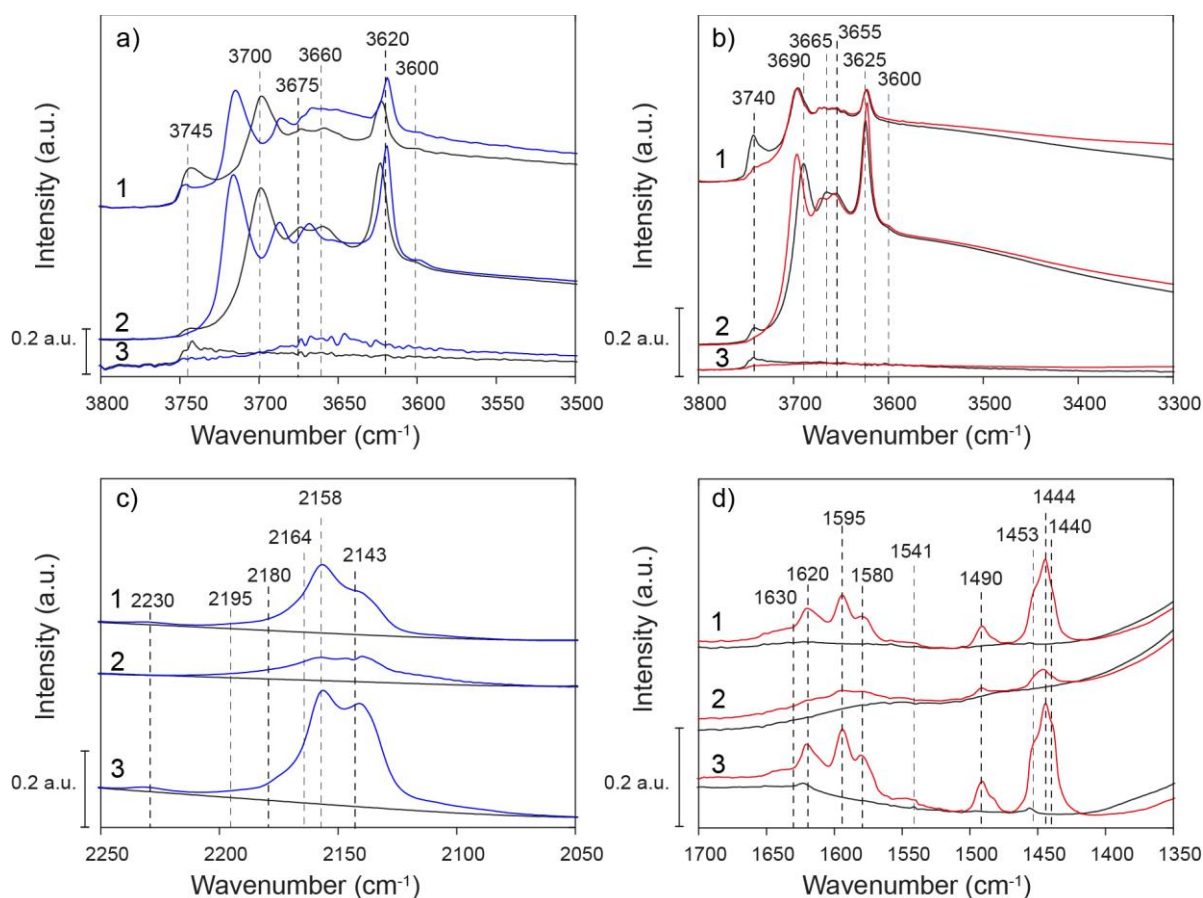 a)
3700
3660
3620
3675
3600
3745
1
2
3
0.2 a.u.
Intensity (a.u.)
3800 3750 3700 3650 3600 3550 3500
Wavenumber (cm⁻¹)
b)
3655
3665
3625
3690
3600
3740
1
2
3
0.2 a.u.
Intensity (a.u.)
3800 3700 3600 3500 3400 3300
Wavenumber (cm⁻¹)
c)
2158
2164
2143
2180
2195
2230
1
2
3
0.2 a.u.
Intensity (a.u.)
2250 2200 2150 2100 2050
Wavenumber (cm⁻¹)
d)
1444
1595
1453
1440
1541
1620
1580
1490
1630
1
2
3
0.2 a.u.
Intensity (a.u.)
1700 1650 1600 1550 1500 1450 1400 1350
Wavenumber (cm⁻¹)